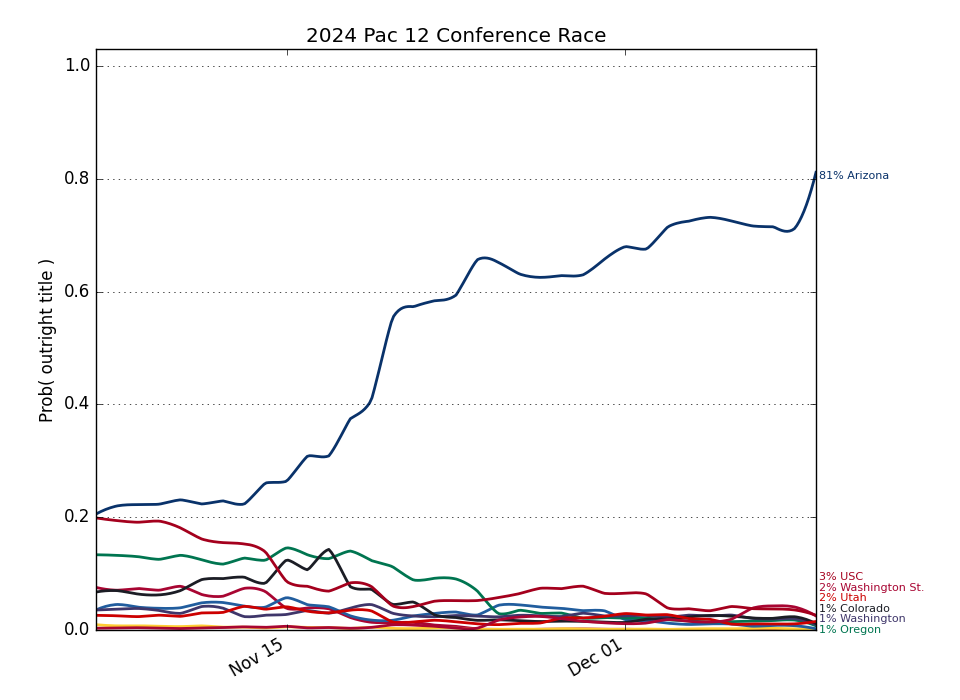 2024 Pac 12 Conference Race
Prob( outright title )
1.0
0.8
0.6
0.4
0.2
0.0
Nov 15
Dec 01
81% Arizona
3% USC
2% Washington St.
2% Utah
1% Colorado
1% Washington
1% Oregon